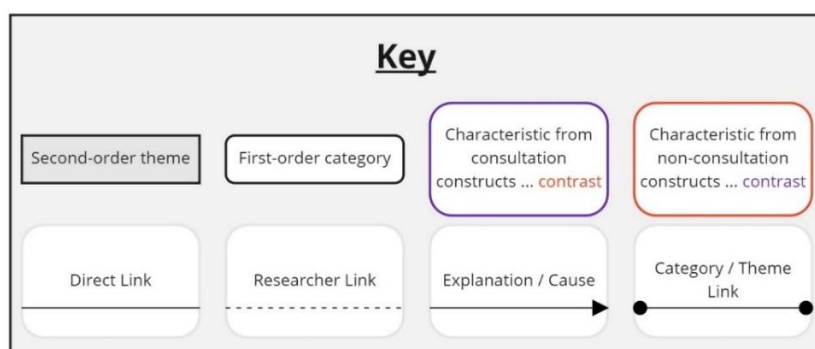 Key
Second-order theme
First-order category
Characteristic from
consultation
constructs ... contrast
Characteristic from
non-consultation
constructs ... contrast
Direct Link
Researcher Link
Explanation / Cause
Category / Theme
Link